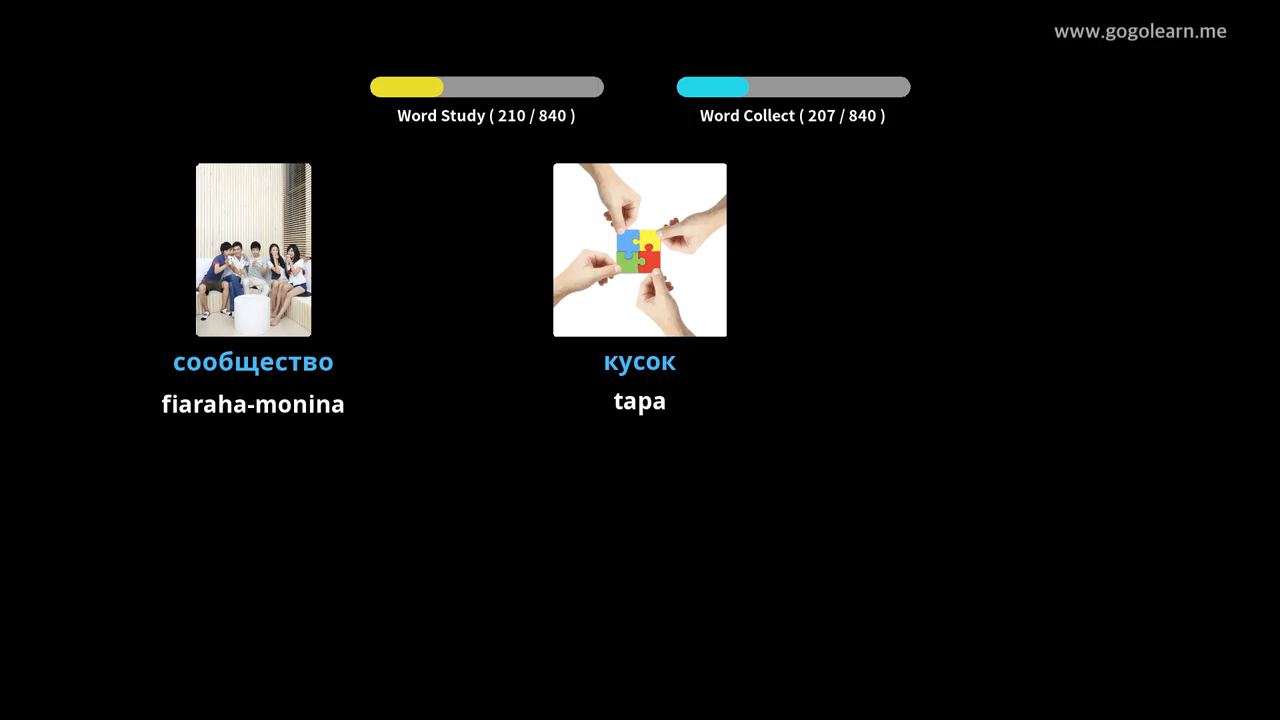 www.gogolearn.me
Word Study ( 210 / 840 )
Word Collect ( 207 / 840 )
сообщество
fiaraha-monina
кусок
tapa